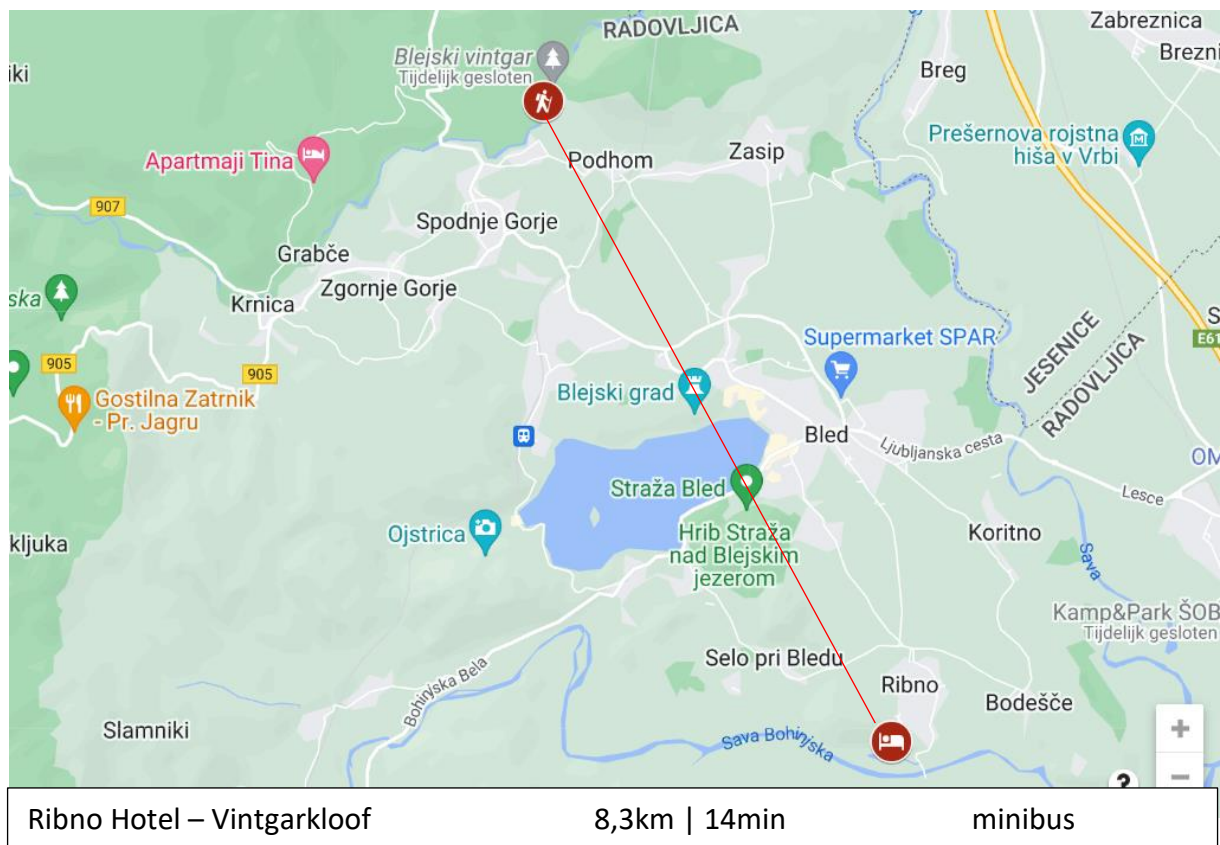 RADOVLJICA
Zabreznica
Blejski vintgar
Tijdelijk gesloten
Brezni
iki
Breg
Prešernova rojstna
hiša v Vrbi
Apartmaji Tina
Podhom
Zasip
907
Spodnje Gorje
Grabče
Zgornje Gorje
ska
Krnica
S
Supermarket SPAR
JESENICE
RADOVLJICA
E61
905
905
Gostilna Zatrnik
- Pr. Jagru
Blejski grad
Bled
Ljubljanska cesta
OM
Straža Bled
Lesce
Ojstrica
Hrib Straža
nad Blejskim
jezerom
Koritno
kljuka
Sava
Kamp&Park ŠOB
Tijdelijk gesloten
Selo pri Bledu
Bohinjska Bela
Ribno
Bodešče
Slamniki
Sava Bohinjska
+
−
?
Ribno Hotel – Vintgarkloof 8,3km | 14min minibus